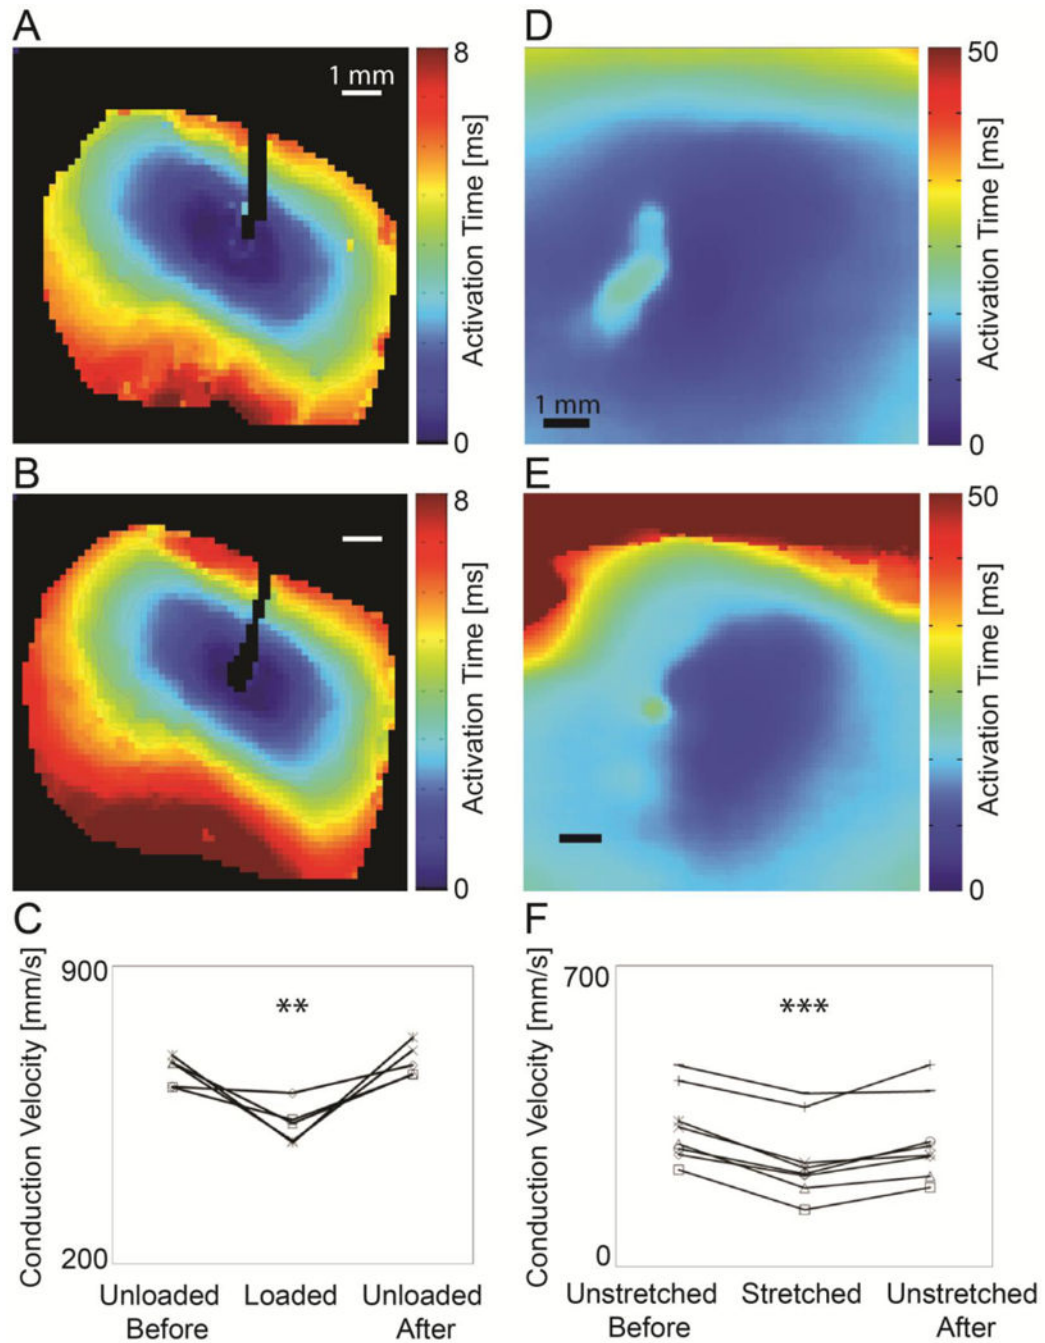 A
1 mm
8
Activation Time [ms]
0
D
1 mm
50
Activation Time [ms]
0
B
8
Activation Time [ms]
0
E
50
Activation Time [ms]
0
C
Conduction Velocity [mm/s]
900
200
**
Unloaded Before
Loaded
Unloaded After
F
Conduction Velocity [mm/s]
700
0
***
Unstretched Before
Stretched
Unstretched After